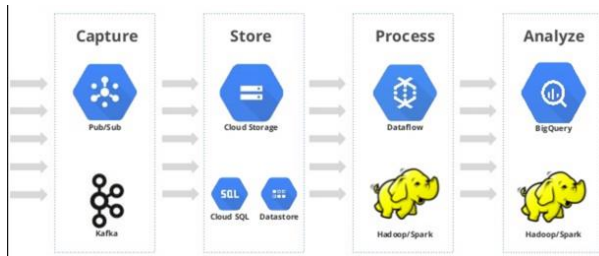 Capture
Store
Process
Analyze
Pub/Sub
Cloud Storage
Dataflow
BigQuery
SQL
Kafka
Cloud SQL
Datastore
Hadoop/Spark
Hadoop/Spark